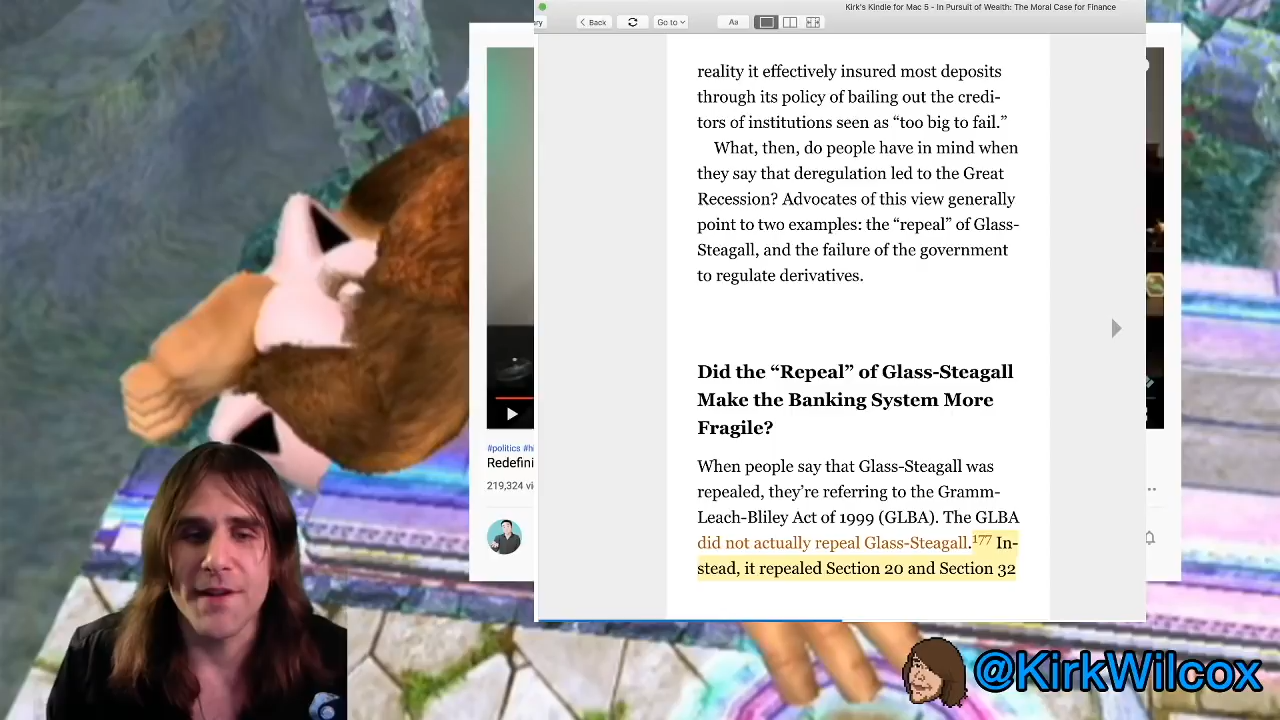 Kirk's Kindle for Mac 5 - In Pursuit of Wealth: The Moral Case for Finance
ry
Back
Go to
Aa
reality it effectively insured most deposits
through its policy of bailing out the credi-
tors of institutions seen as “too big to fail.”
What, then, do people have in mind when
they say that deregulation led to the Great
Recession? Advocates of this view generally
point to two examples: the “repeal” of Glass-
Steagall, and the failure of the government
to regulate derivatives.
Did the “Repeal” of Glass-Steagall
Make the Banking System More
Fragile?
When people say that Glass-Steagall was
repealed, they’re referring to the Gramm-
Leach-Bliley Act of 1999 (GLBA). The GLBA
did not actually repeal Glass-Steagall.177 In-
stead, it repealed Section 20 and Section 32
#politics #hi
Redefini
219,324 vi
@KirkWilcox